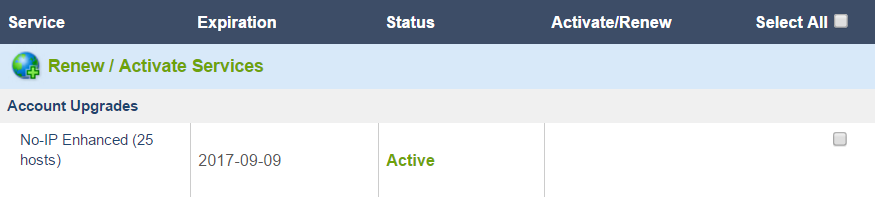 Service Expiration Status Activate/Renew Select All
Renew / Activate Services
Account Upgrades
No-IP Enhanced (25
hosts)
2017-09-09
Active